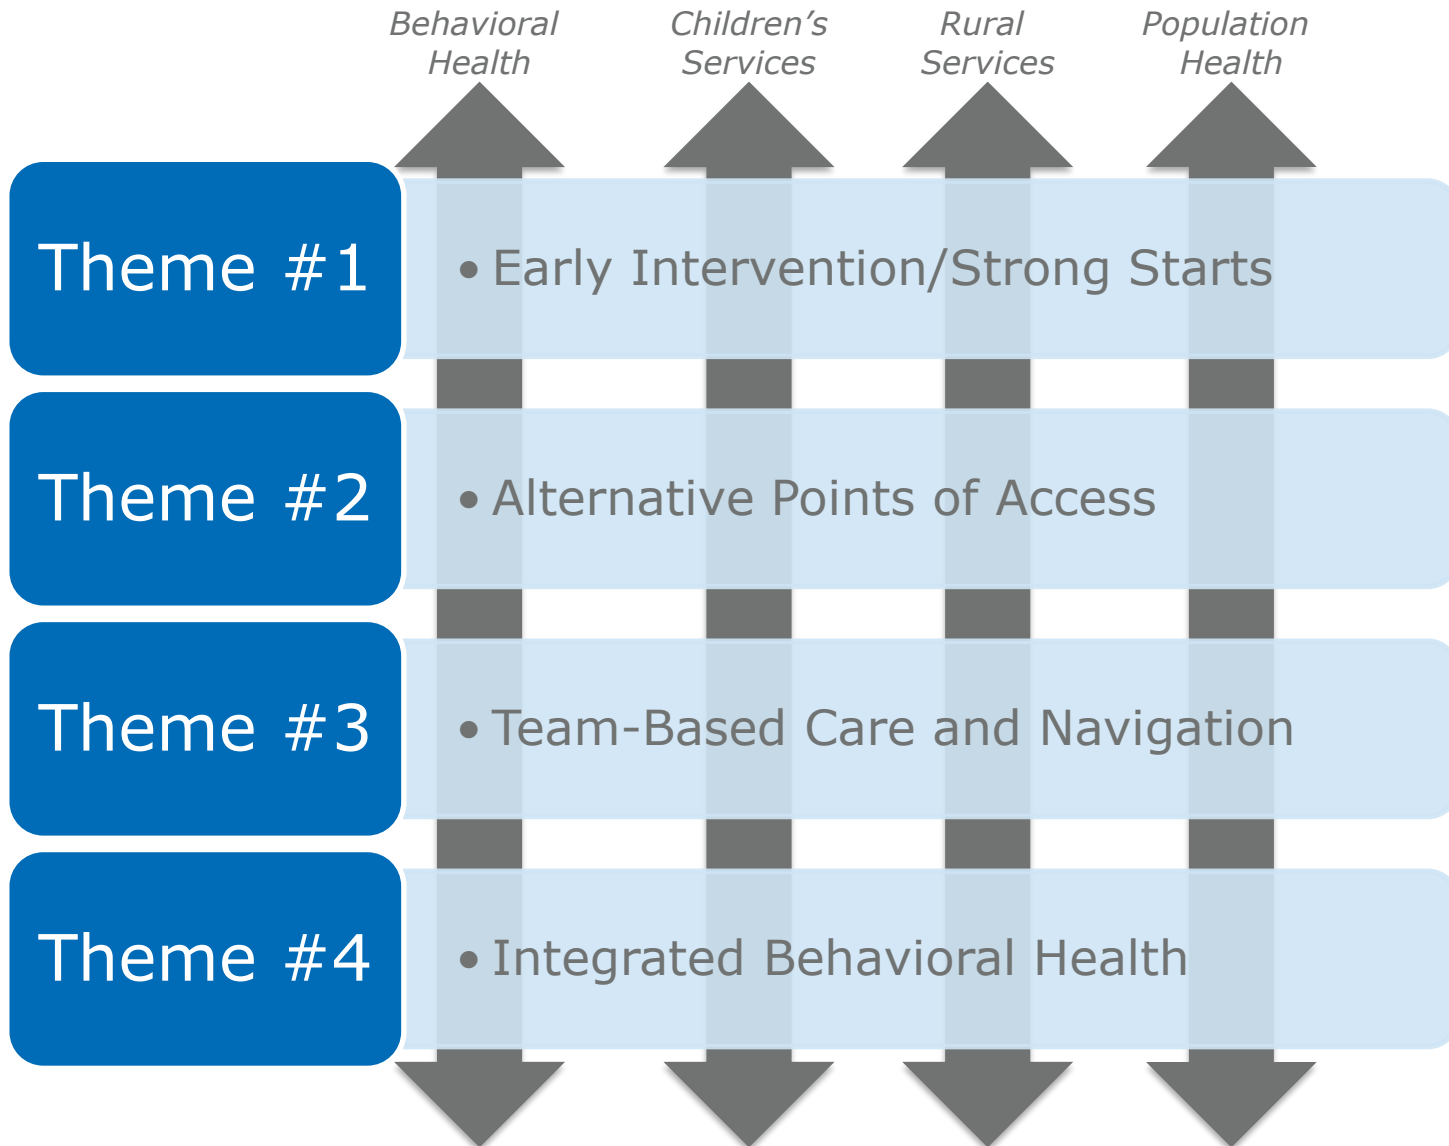 Behavioral
Health
Children’s
Services
Rural
Services
Population
Health
Theme #1
• Early Intervention/Strong Starts
Theme #2
• Alternative Points of Access
Theme #3
• Team-Based Care and Navigation
Theme #4
• Integrated Behavioral Health